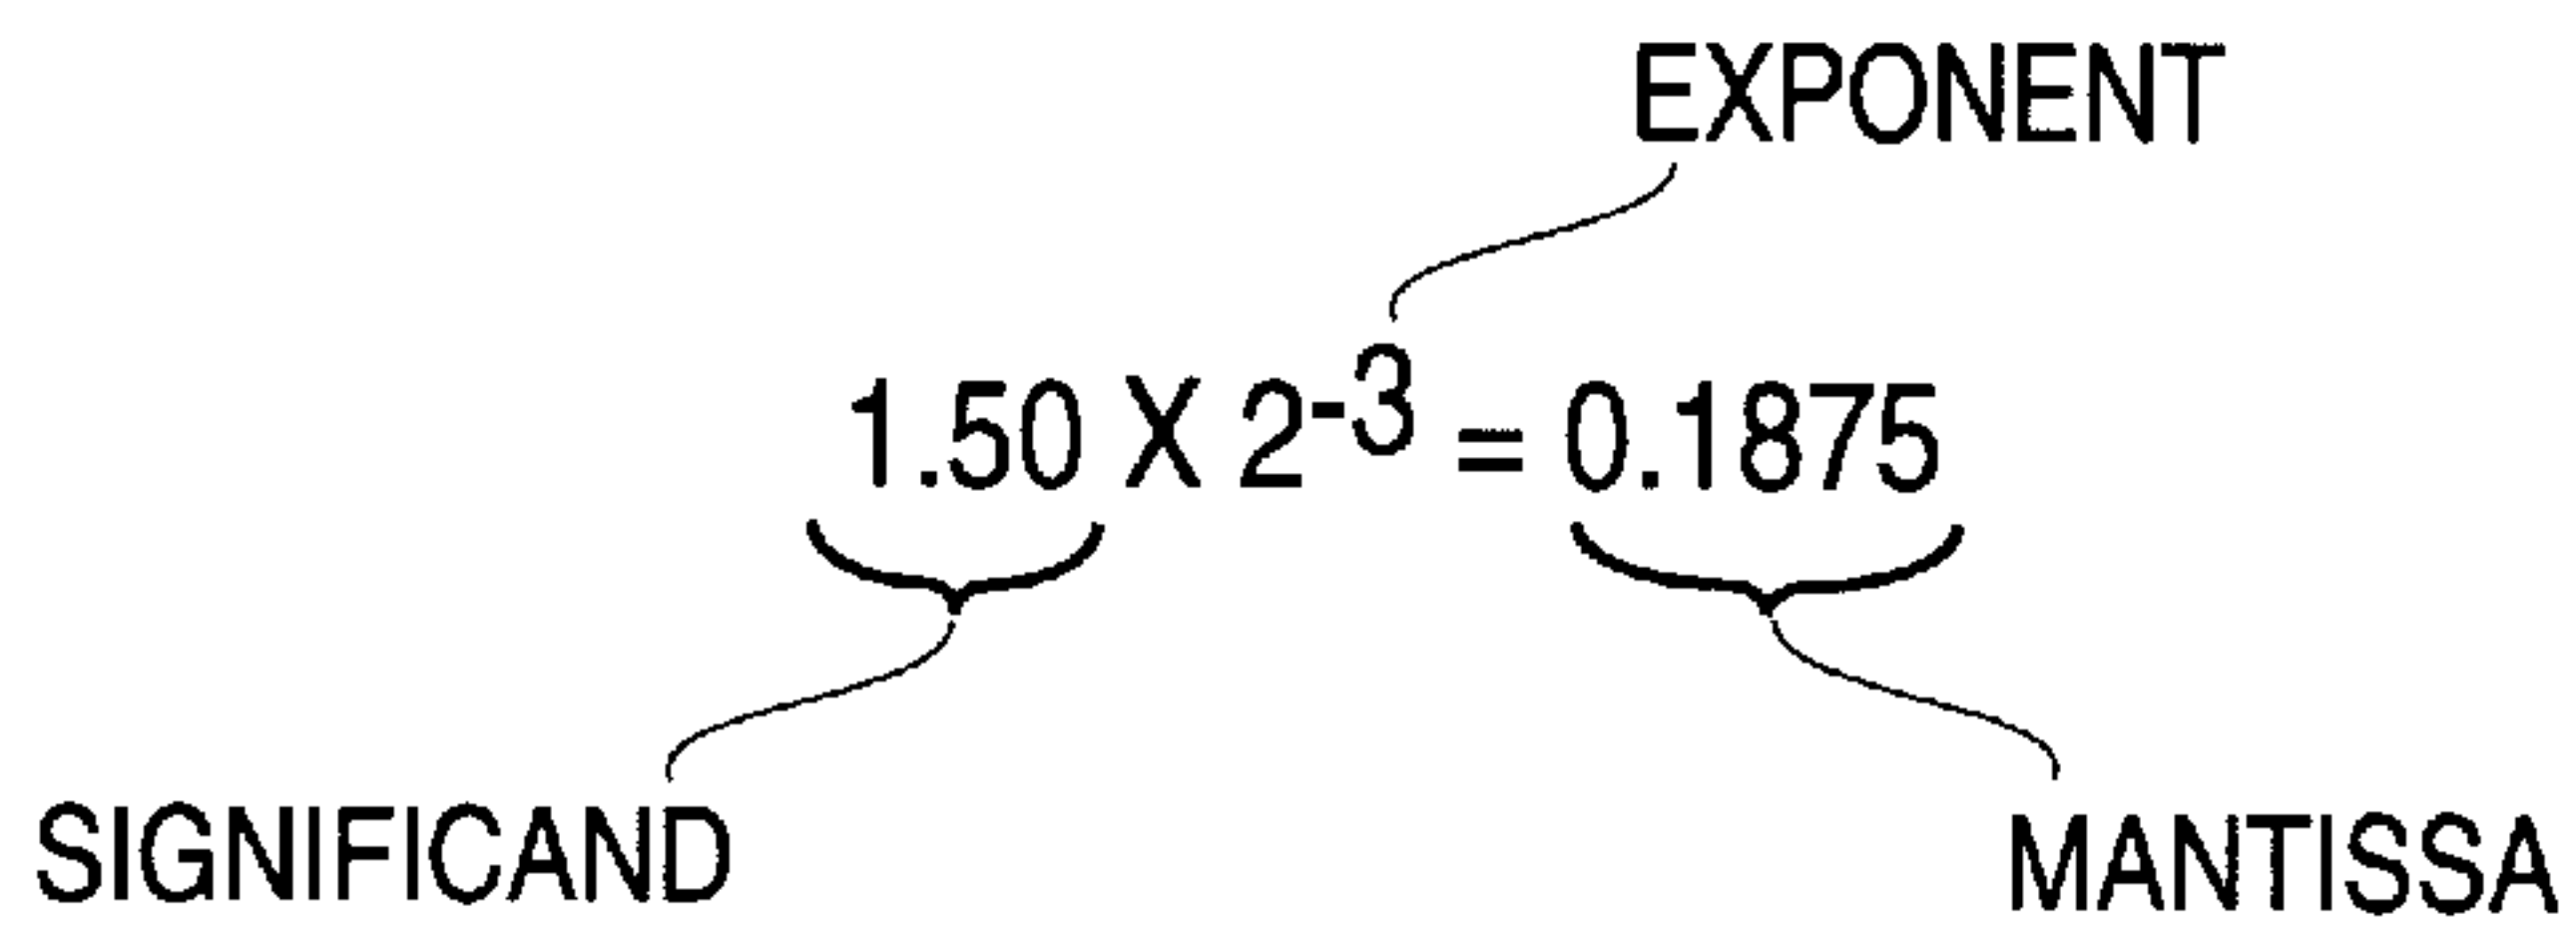 EXPONENT
1.50 X 2-3 = 0.1875
SIGNIFICAND
MANTISSA